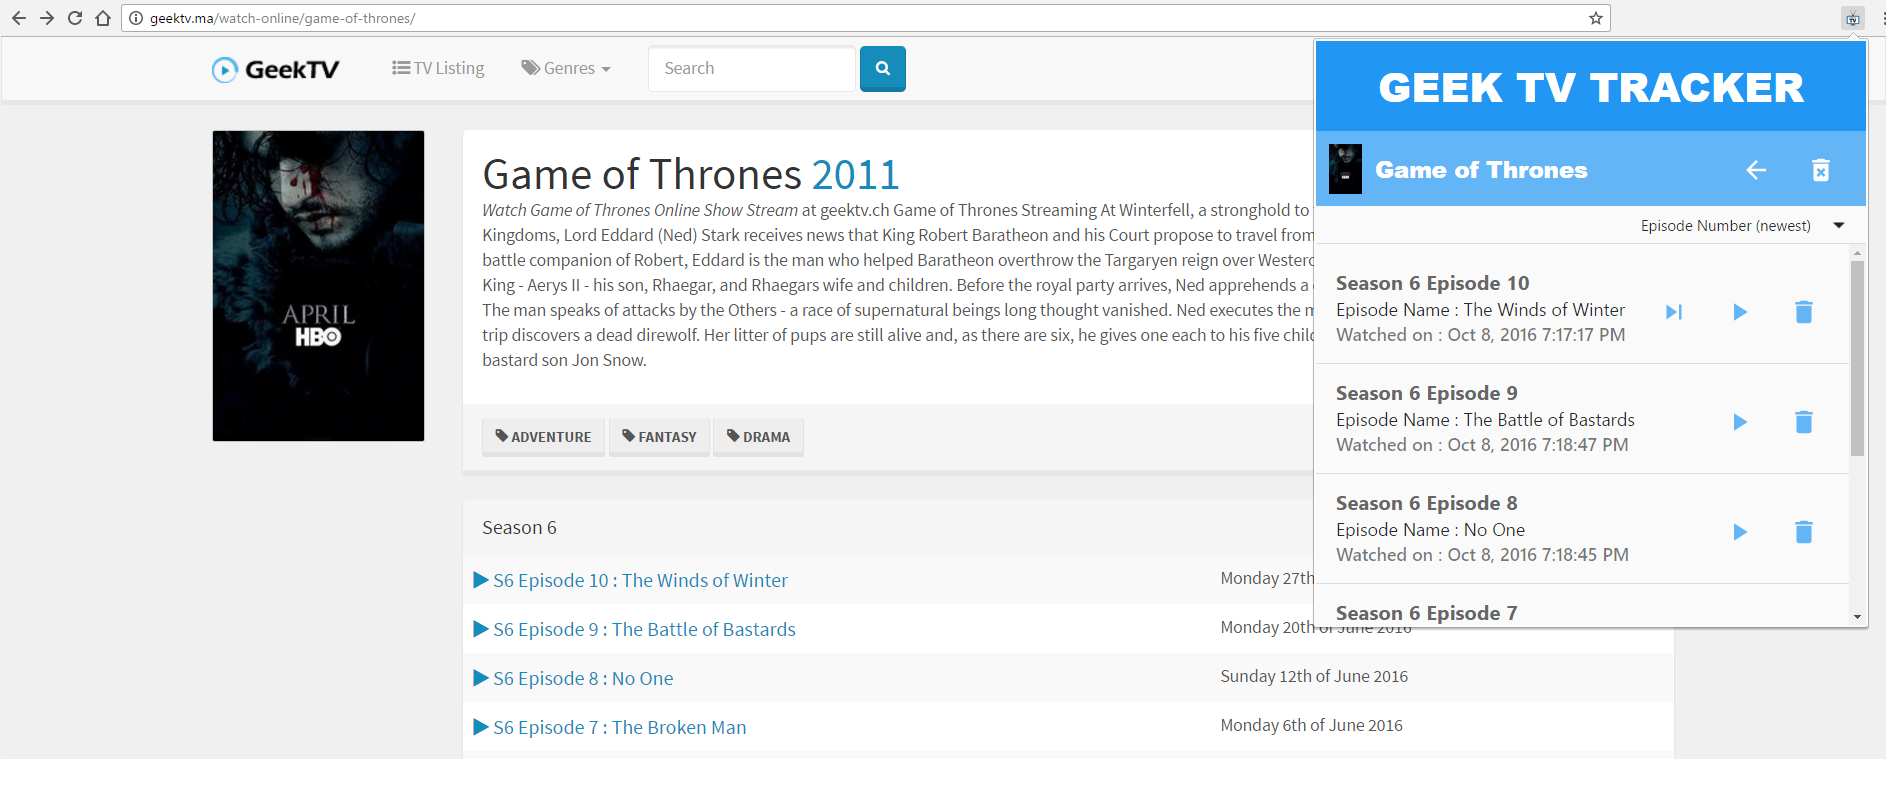 geektv.ma/watch-online/game-of-thrones/
TV
GeekTV
TV Listing
Genres
Search
Game of Thrones 2011
Watch Game of Thrones Online Show Stream at geektv.ch Game of Thrones Streaming At Winterfell, a stronghold to
Kingdoms, Lord Eddard (Ned) Stark receives news that King Robert Baratheon and his Court propose to travel from
battle companion of Robert, Eddard is the man who helped Baratheon overthrow the Targaryen reign over
King - Aerys II - his son, Rhaegar, and Rhaegars wife and children. Before the royal party arrives, Ned apprehends a
The man speaks of attacks by the Others - a race of supernatural beings long thought vanished. Ned executes the
trip discovers a dead direwolf. Her litter of pups are still alive and, as there are six, he gives one each to his five
bastard son Jon Snow.
APRIL
HBO
ADVENTURE
FANTASY
DRAMA
Season 6
S6 Episode 10 : The Winds of Winter
Monday 27th
S6 Episode 9 : The Battle of Bastards
Monday 20th of June 2016
S6 Episode 8 : No One
Sunday 12th of June 2016
S6 Episode 7 : The Broken Man
Monday 6th of June 2016
GEEK TV TRACKER
Game of Thrones
Episode Number (newest)
Season 6 Episode 10
Episode Name : The Winds of Winter
Watched on : Oct 8, 2016 7:17:17 PM
Season 6 Episode 9
Episode Name : The Battle of Bastards
Watched on : Oct 8, 2016 7:18:47 PM
Season 6 Episode 8
Episode Name : No One
Watched on : Oct 8, 2016 7:18:45 PM
Season 6 Episode 7